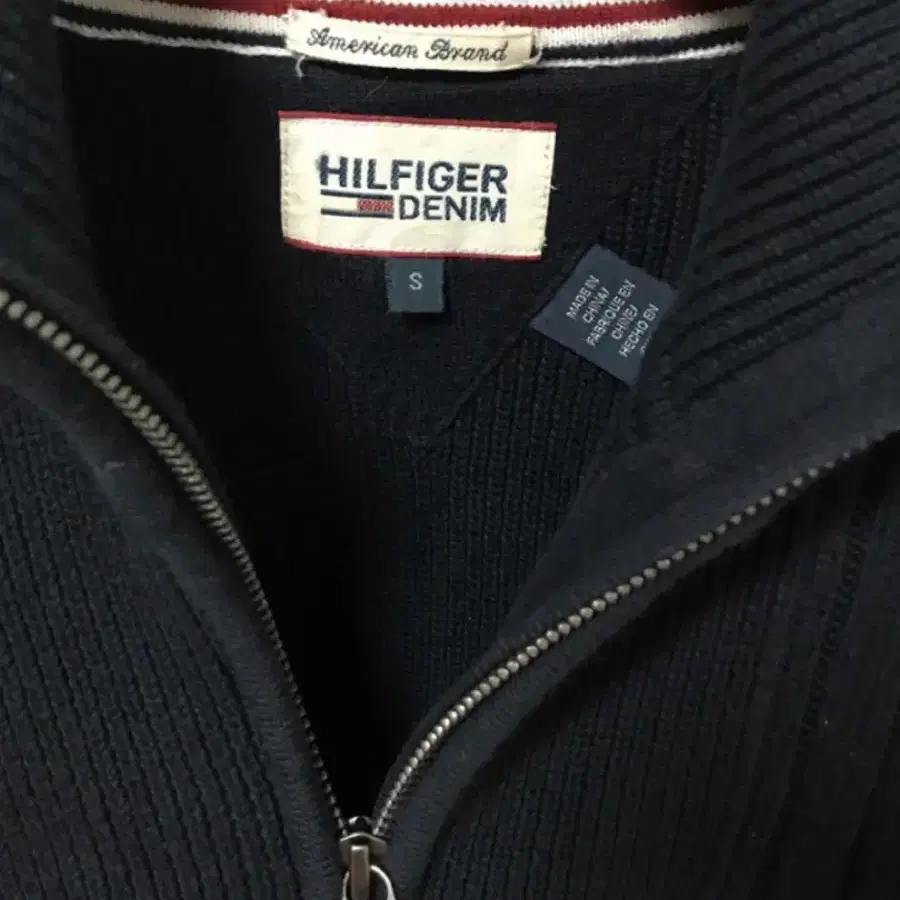 American Brand
HILFIGER
DENIM
S
MADE IN
CHINA/
FABRIQUE EN
CHINE/
HECHO EN